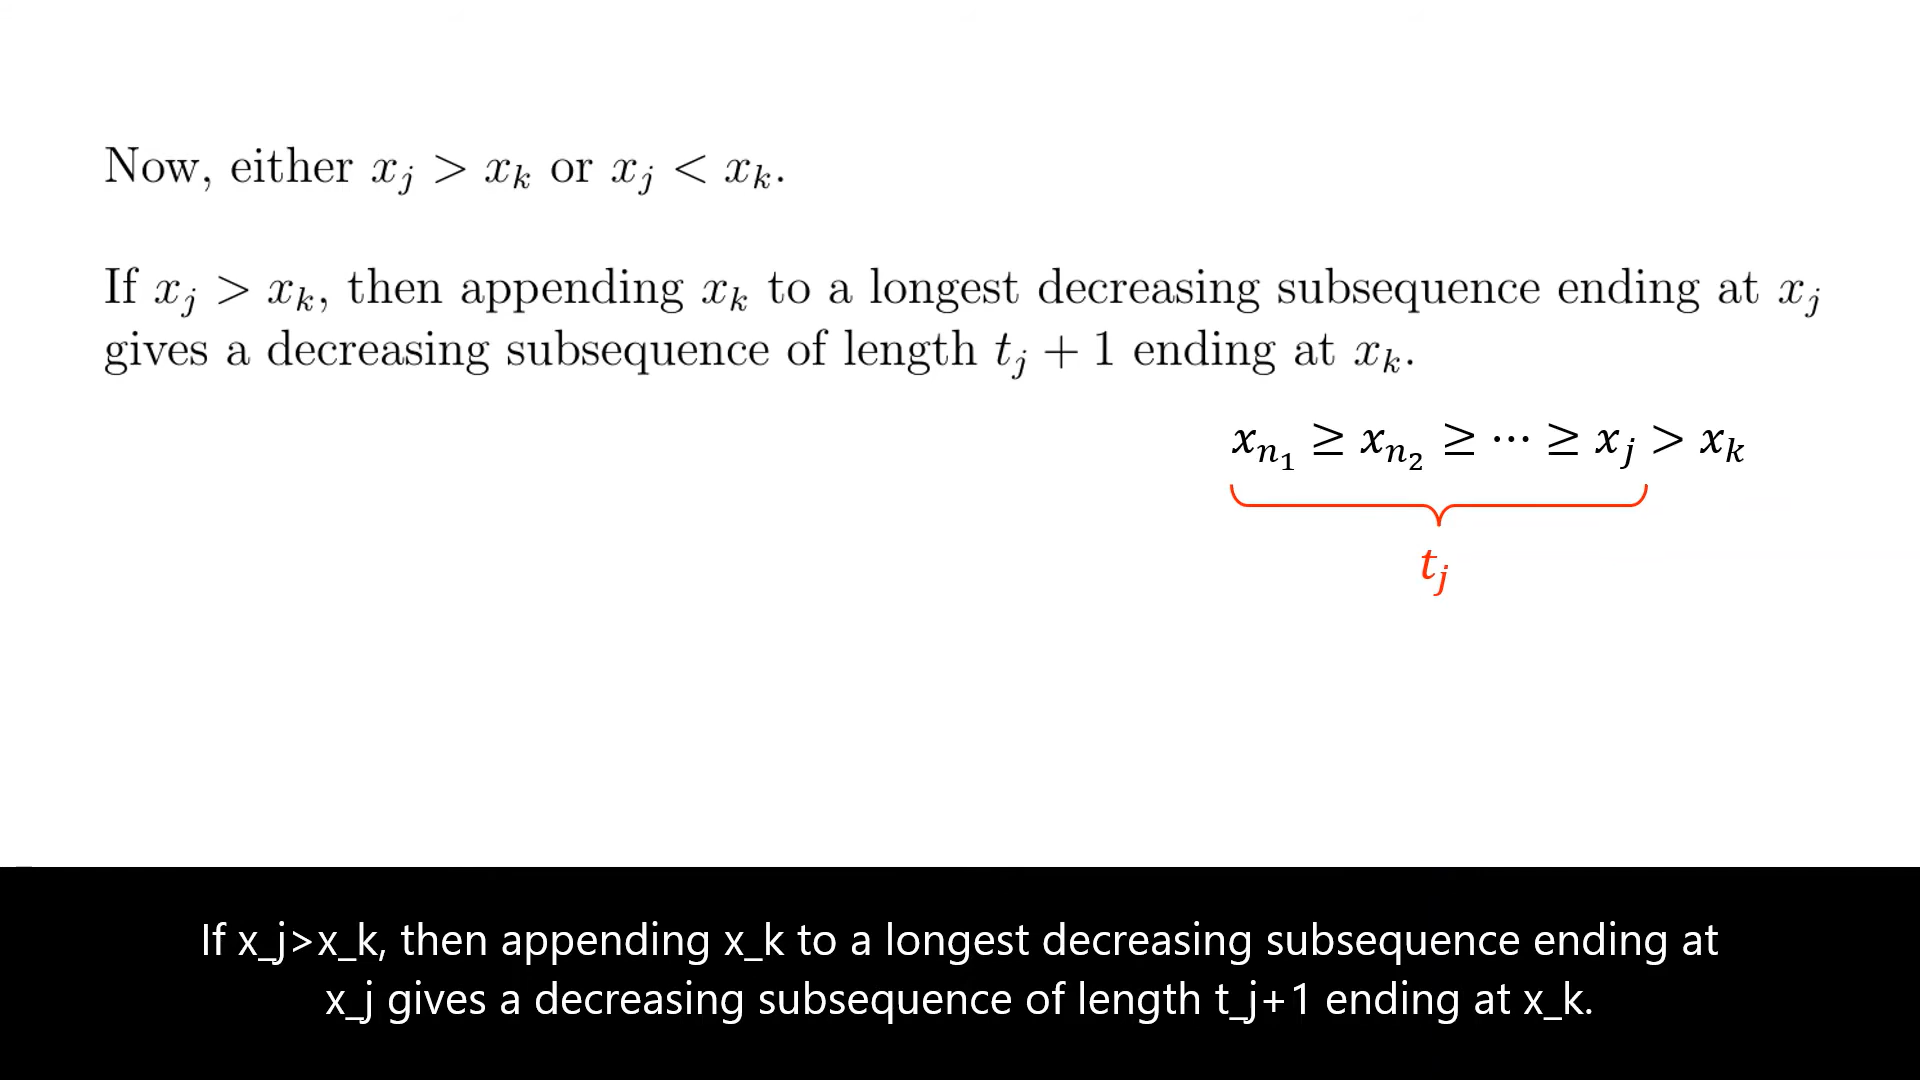 Now, either x_j > x_k or x_j < x_k.
If x_j > x_k, then appending x_k to a longest decreasing subsequence ending at x_j
gives a decreasing subsequence of length t_j + 1 ending at x_k.
x_{n_1} ≥ x_{n_2} ≥ ⋯ ≥ x_j > x_k
t_j
If x_j>x_k, then appending x_k to a longest decreasing subsequence ending at
x_j gives a decreasing subsequence of length t_j+1 ending at x_k.